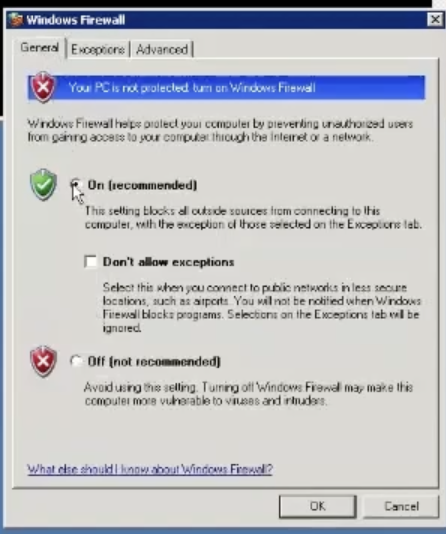 Windows Firewall
General Exceptions Advanced
Your PC is not protected: turn on Windows Firewall
Windows Firewall helps protect your computer by preventing unauthorized users
from gaining access to your computer through the Internet or a network.
On (recommended)
This setting blocks all outside sources from connecting to this
computer, with the exception of those selected on the Exceptions tab.
Don't allow exceptions
Select this when you connect to public networks in less secure
locations, such as airports. You will not be notified when Windows
Firewall blocks programs. Selections on the Exceptions tab will be
ignored.
Off (not recommended)
Avoid using this setting. Turning off Windows Firewall may make this
computer more vulnerable to viruses and intruders.
What else should I know about Windows Firewall?
OK Cancel